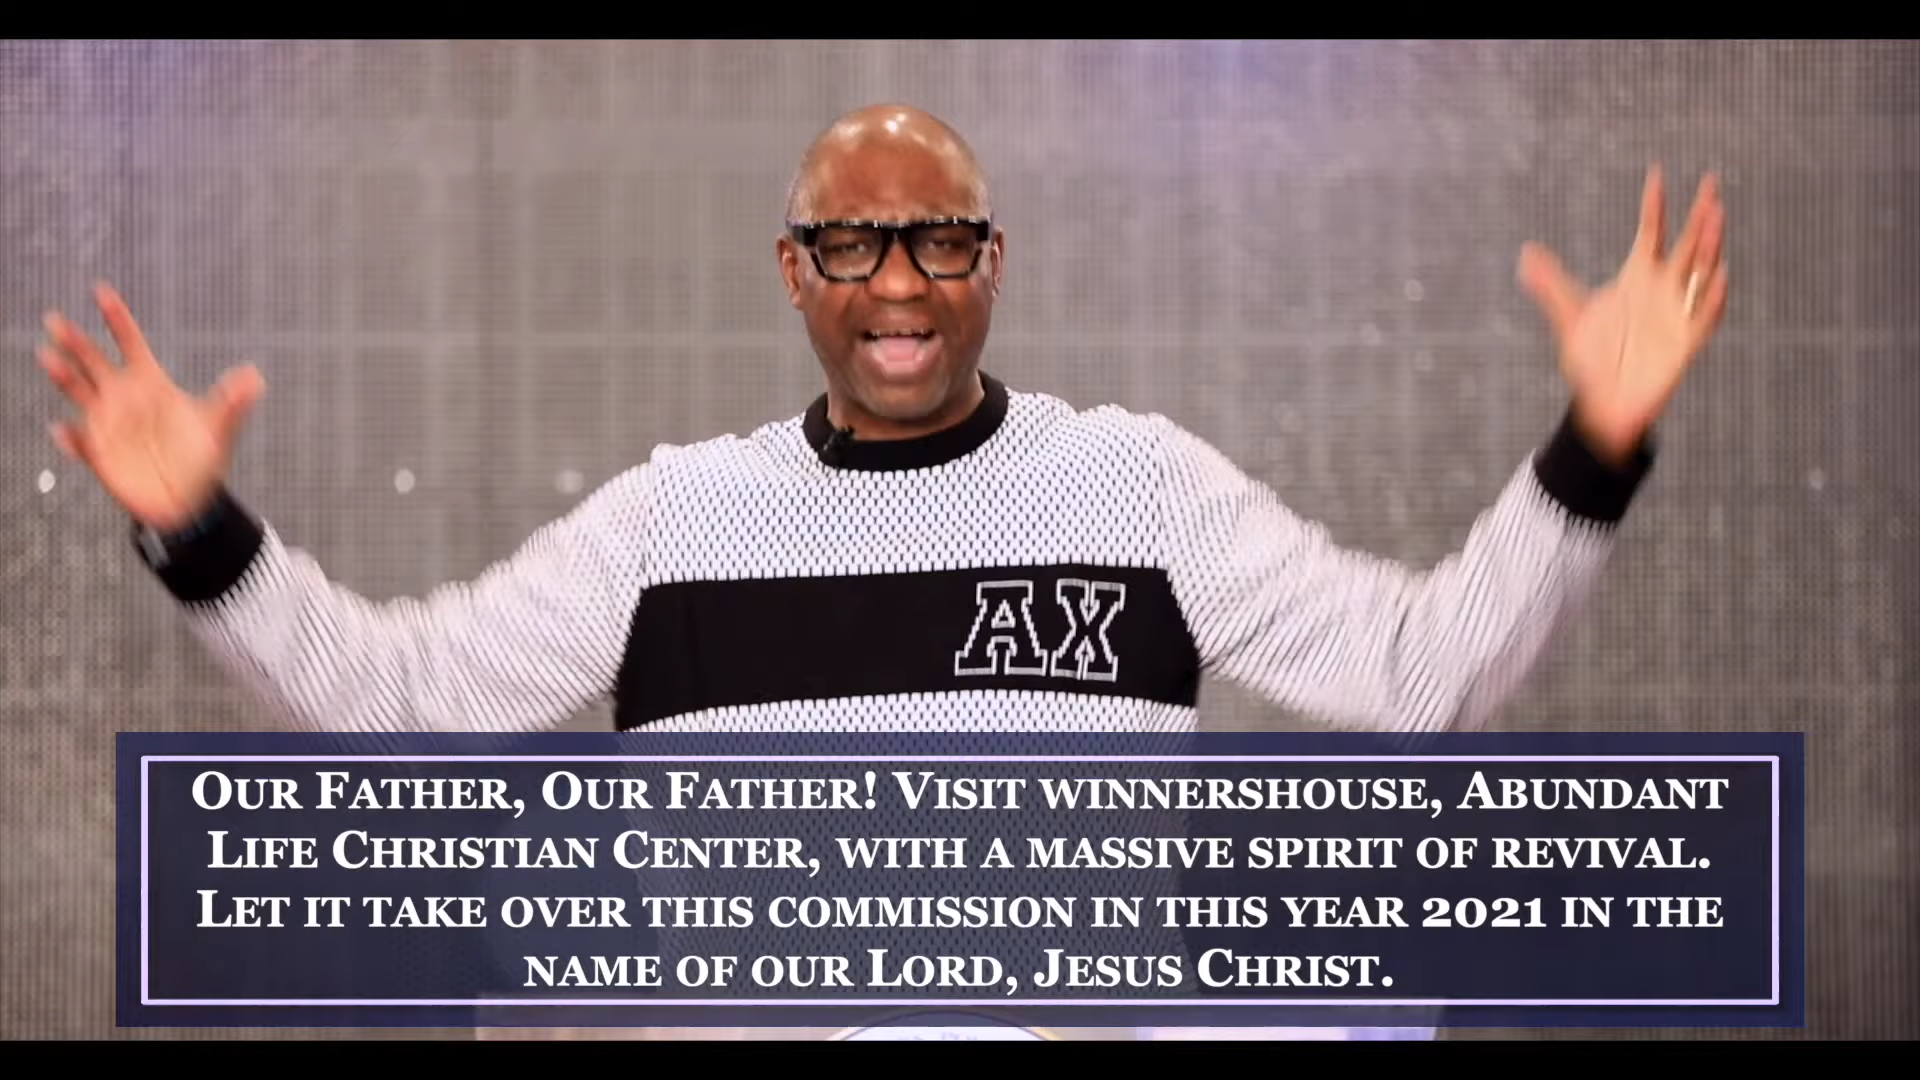 AX
Our Father, Our Father! Visit winnershouse, Abundant
Life Christian Center, with a massive spirit of revival.
Let it take over this commission in this year 2021 in the
name of our Lord, Jesus Christ.